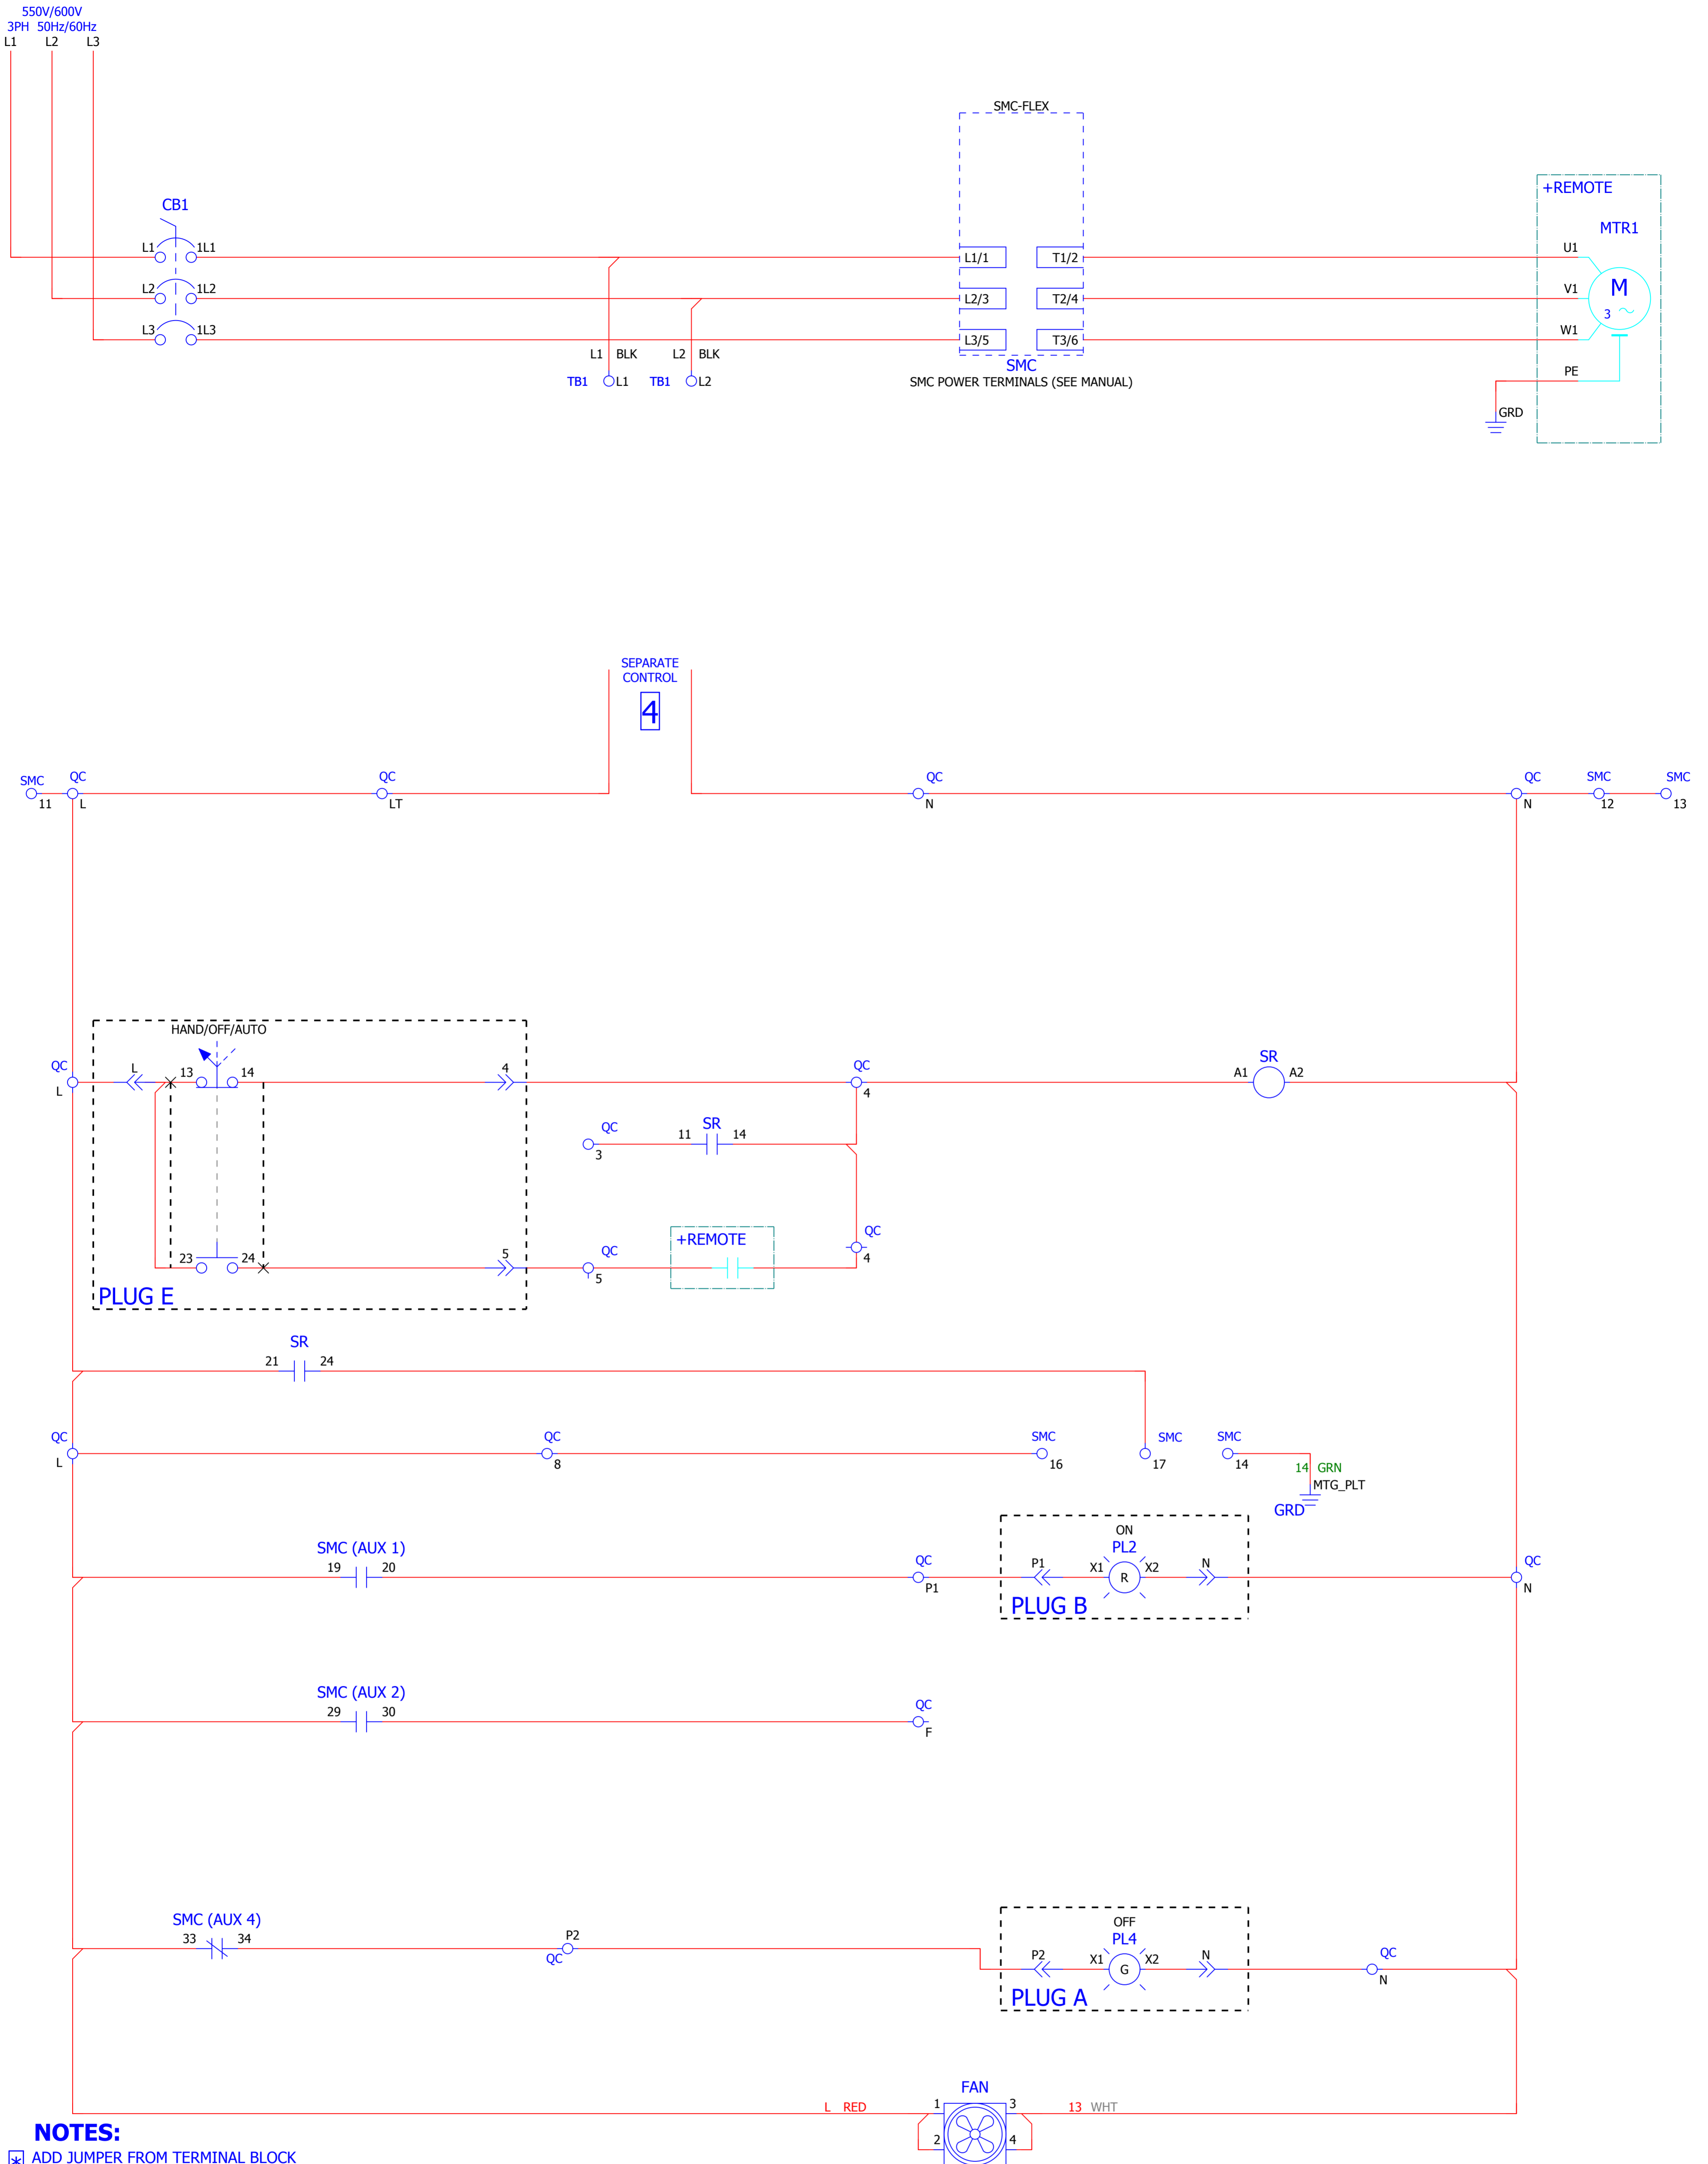 550V/600V
3PH 50Hz/60Hz
L1 L2 L3
SMC-FLEX
+REMOTE
CB1
MTR1
L1 1L1 L1/1 T1/2 U1
L2 1L2 L2/3 T2/4 V1 M
3
L3 1L3 L3/5 T3/6 W1
L1 BLK L2 BLK SMC
TB1 L1 TB1 L2 SMC POWER TERMINALS (SEE MANUAL) PE
GRD
SEPARATE
CONTROL
4
SMC QC QC QC QC SMC SMC
11 L LT N N 12 13
HAND/OFF/AUTO
QC L 13 14 4 QC SR
L 4 A1 A2
QC 11 SR 14
3
+REMOTE QC
23 24 5 QC 4
5
PLUG E
SR
21 24
QC QC SMC SMC SMC
L 8 16 17 14
14 GRN
MTG_PLT
GRD
ON
SMC (AUX 1) PL2
19 20 QC P1 X1 R X2 N QC
P1 N
PLUG B
SMC (AUX 2)
29 30 QC
F
OFF
SMC (AUX 4) PL4
33 34 P2 P2 X1 G X2 N QC
QC N
PLUG A
FAN
L RED 1 3 13 WHT
2 4
NOTES:
* ADD JUMPER FROM TERMINAL BLOCK